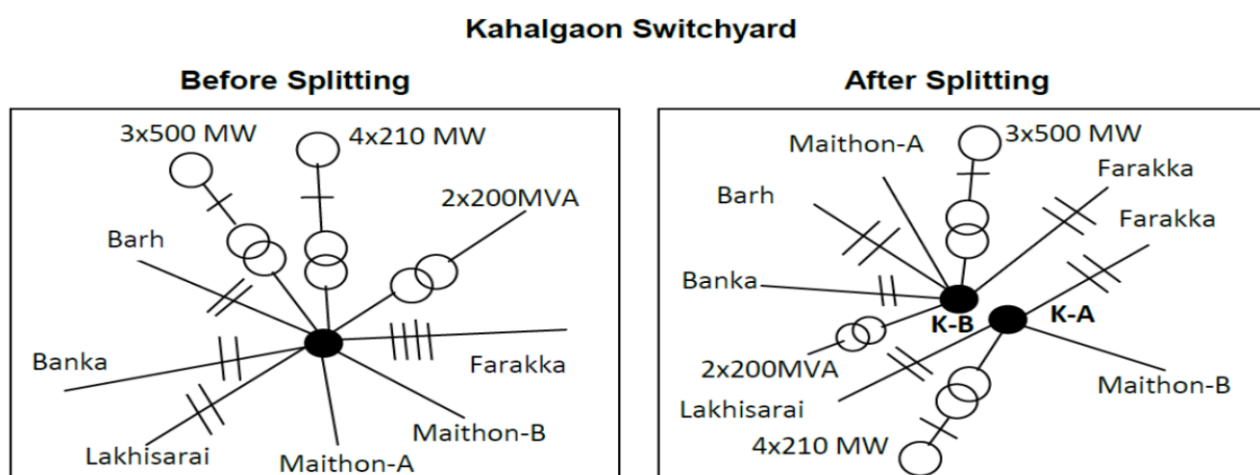 Kahalgaon Switchyard
Before Splitting
3x500 MW
4x210 MW
2x200MVA
Barh
Banka
Farakka
Lakhisarai
Maithon-A
Maithon-B
After Splitting
Maithon-A
3x500 MW
Farakka
Barh
Farakka
Banka
K-B
K-A
2x200MVA
Lakhisarai
Maithon-B
4x210 MW